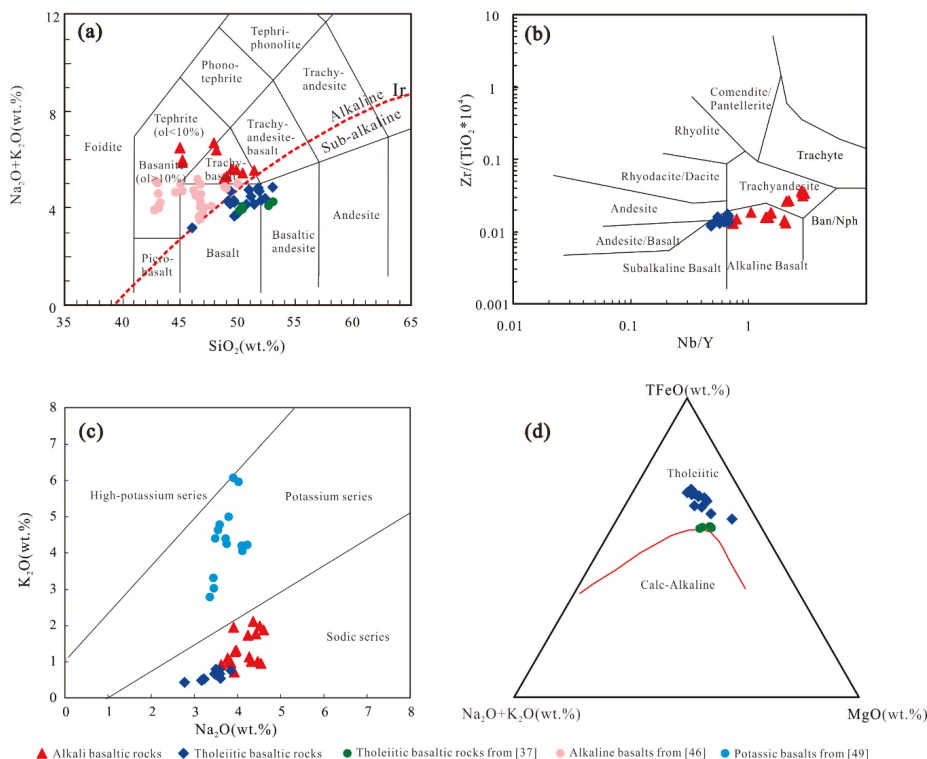 (a)
Na₂O+K₂O(wt.%)
12
9
6
3
0
35
40
45
50
55
60
65
SiO₂(wt.%)
Tephri-
phonolite
Phono-
tephrite
Trachy-
andesite
Ir
Alkaline
Sub-alkaline
Tephrite
(ol<10%)
Foidite
Trachy-
andesite-
basalt
Basanite
(ol>10%)
Trachy-
basalt
Picro-
basalt
Basalt
Basaltic
andesite
Andesite
(b)
Zr/(TiO₂*10⁴)
5
1
0.10
0.01
0.001
0.01
0.1
1
Nb/Y
Comendite/
Pantellerite
Rhyolite
Trachyte
Rhyodacite/Dacite
Trachyandesite
Andesite
Ban/Nph
Andesite/Basalt
Subalkaline Basalt
Alkaline Basalt
(c)
K₂O(wt.%)
8
7
6
5
4
3
2
1
0
0
1
2
3
4
5
6
7
8
Na₂O(wt.%)
High-potassium series
Potassium series
Sodic series
(d)
TFeO(wt.%)
Tholeiitic
Calc-Alkaline
Na₂O+K₂O(wt.%)
MgO(wt.%)
Alkali basaltic rocks
Tholeiitic basaltic rocks
Tholeiitic basaltic rocks from [37]
Alkaline basalts from [46]
Potassic basalts from [49]